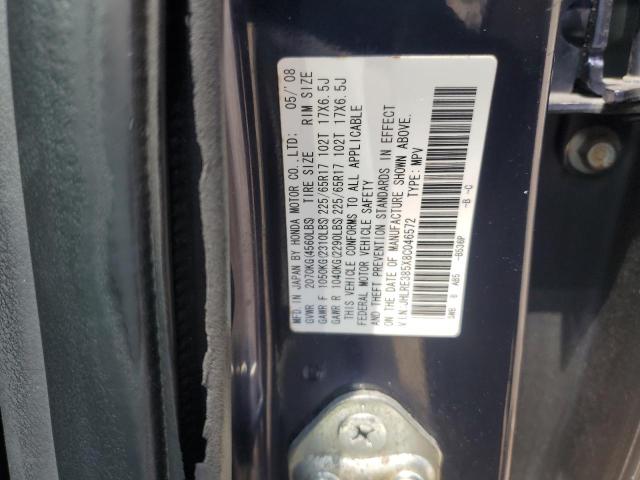 MFD. IN JAPAN BY HONDA MOTOR CO.,LTD: 05/'08
GVWR 2070KG(4560LBS) TIRE SIZE RIM SIZE
GAWR F 1050KG(2310LBS) 225/65R17 102T 17X6.5J
GAWR R 1040KG(2290LBS) 225/65R17 102T 17X6.5J
THIS VEHICLE CONFORMS TO ALL APPLICABLE
FEDERAL MOTOR VEHICLE SAFETY
AND THEFT PREVENTION STANDARDS IN EFFECT
ON THE DATE OF MANUFACTURE SHOWN ABOVE.
V.I.N.JHLRE385X8C046572 TYPE: MPV
SWB B A85 -B536P -B -C